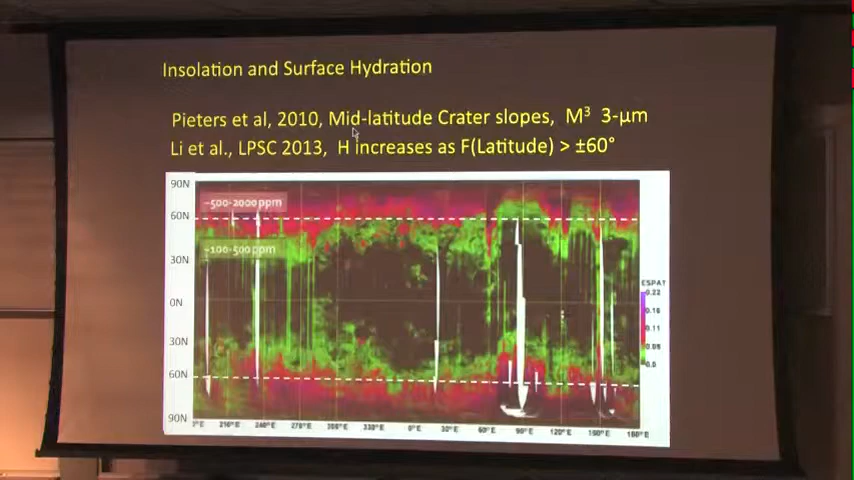 Insolation and Surface Hydration
Pieters et al, 2010, Mid-latitude Crater slopes, M³ 3-μm
Li et al., LPSC 2013, H increases as F(Latitude) > ±60°
90N
~500-2000 ppm
60N
~100-500 ppm
30N
0N
30N
60N
90N
ESPAT
0.22
0.16
0.11
0.0
210°E 240°E 270°E 300°E 330°E 0°E 30°E 60°E 90°E 120°E 150°E 180°E